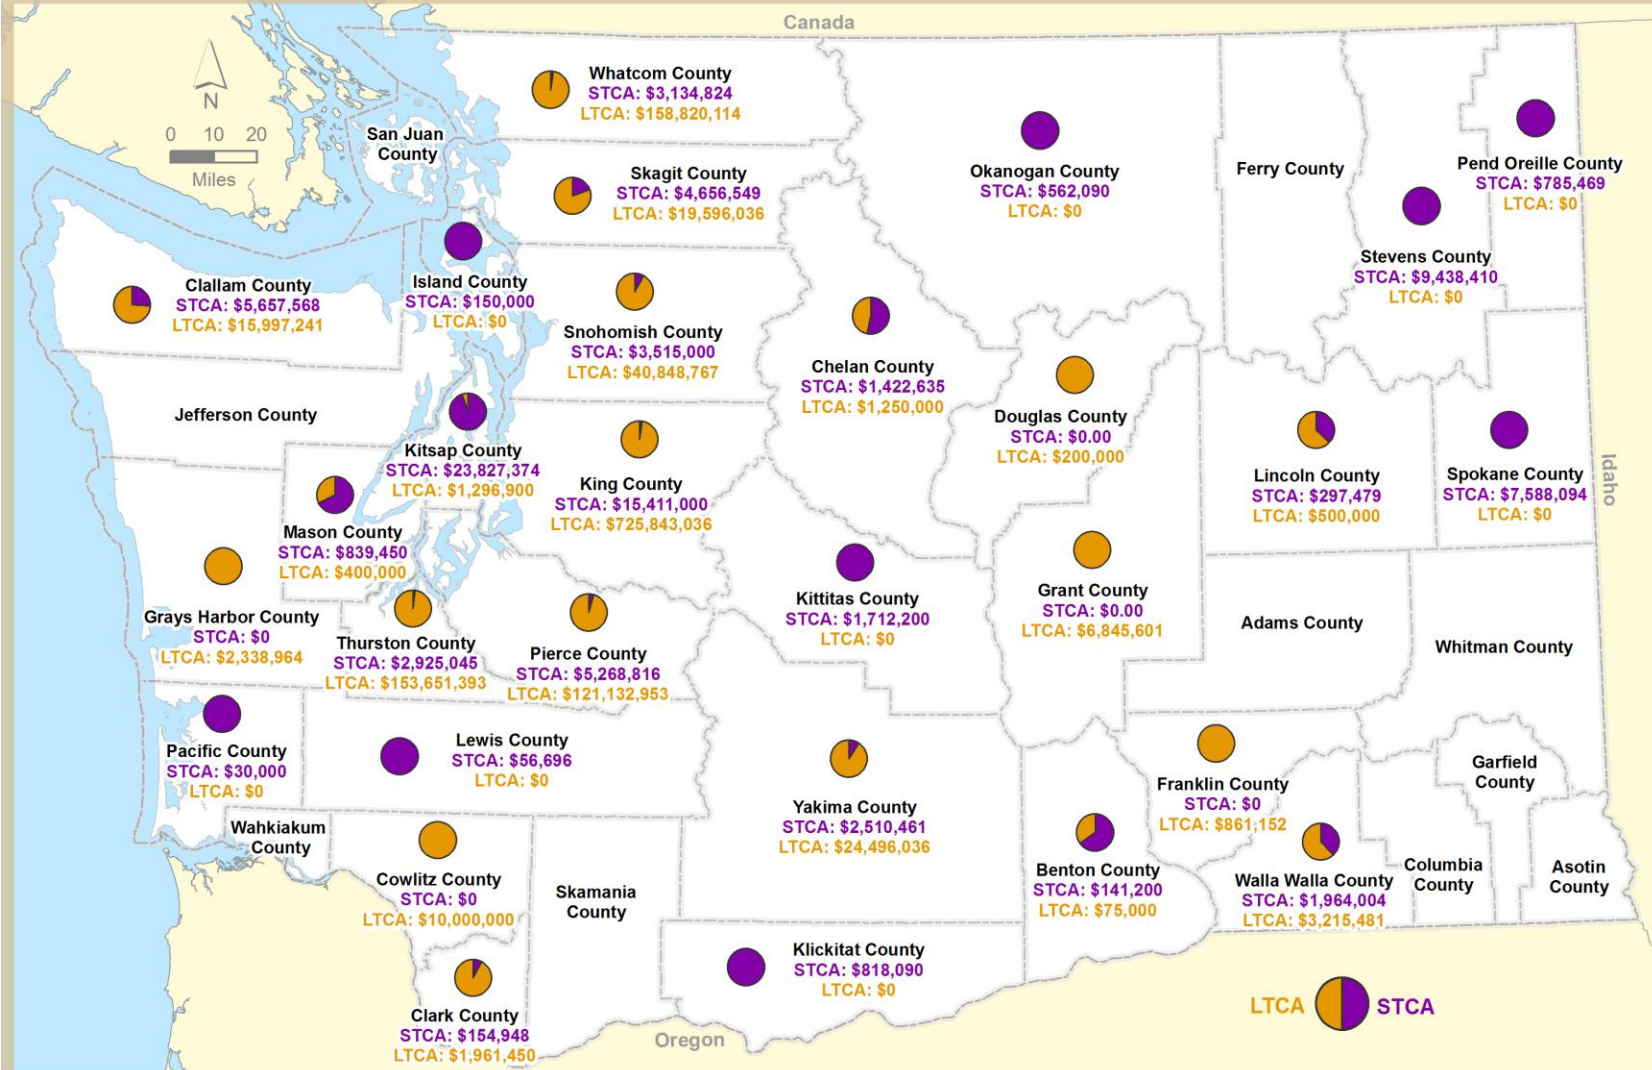 Canada
N
0 10 20
Miles
San Juan
County
Whatcom County
STCA: $3,134,824
LTCA: $158,820,114
Skagit County
STCA: $4,656,549
LTCA: $19,596,036
Okanogan County
STCA: $562,090
LTCA: $0
Ferry County
Pend Oreille County
STCA: $785,469
LTCA: $0
Stevens County
STCA: $9,438,410
LTCA: $0
Clallam County
STCA: $5,657,568
LTCA: $15,997,241
Island County
STCA: $150,000
LTCA: $0
Snohomish County
STCA: $3,515,000
LTCA: $40,848,767
Chelan County
STCA: $1,422,635
LTCA: $1,250,000
Douglas County
STCA: $0.00
LTCA: $200,000
Jefferson County
Kitsap County
STCA: $23,827,374
LTCA: $1,296,900
King County
STCA: $15,411,000
LTCA: $725,843,036
Lincoln County
STCA: $297,479
LTCA: $500,000
Spokane County
STCA: $7,588,094
LTCA: $0
Idaho
Mason County
STCA: $839,450
LTCA: $400,000
Grays Harbor County
STCA: $0
LTCA: $2,338,964
Thurston County
STCA: $2,925,045
LTCA: $153,651,393
Pierce County
STCA: $5,268,816
LTCA: $121,132,953
Kittitas County
STCA: $1,712,200
LTCA: $0
Grant County
STCA: $0.00
LTCA: $6,845,601
Adams County
Whitman County
Pacific County
STCA: $30,000
LTCA: $0
Lewis County
STCA: $56,696
LTCA: $0
Yakima County
STCA: $2,510,461
LTCA: $24,496,036
Franklin County
STCA: $0
LTCA: $861,152
Garfield
County
Wahkiakum
County
Cowlitz County
STCA: $0
LTCA: $10,000,000
Skamania
County
Benton County
STCA: $141,200
LTCA: $75,000
Walla Walla County
STCA: $1,964,004
LTCA: $3,215,481
Columbia
County
Asotin
County
Klickitat County
STCA: $818,090
LTCA: $0
Clark County
STCA: $154,948
LTCA: $1,961,450
Oregon
LTCA STCA